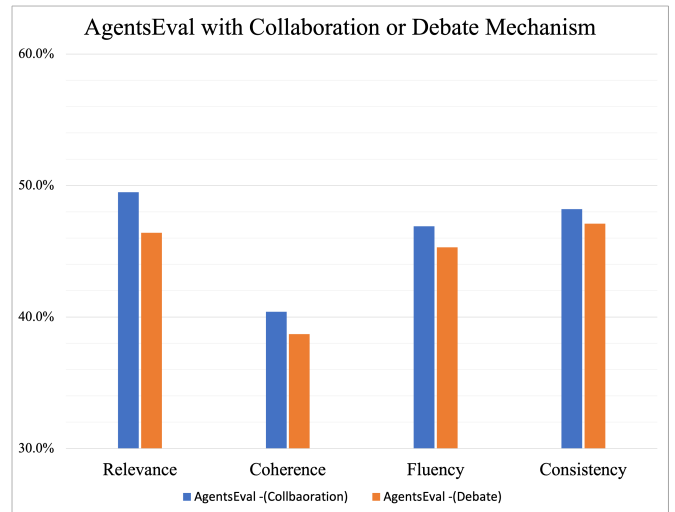 AgentsEval with Collaboration or Debate Mechanism
60.0%
50.0%
40.0%
30.0%
Relevance Coherence Fluency Consistency
AgentsEval -(Collbaoration) AgentsEval -(Debate)